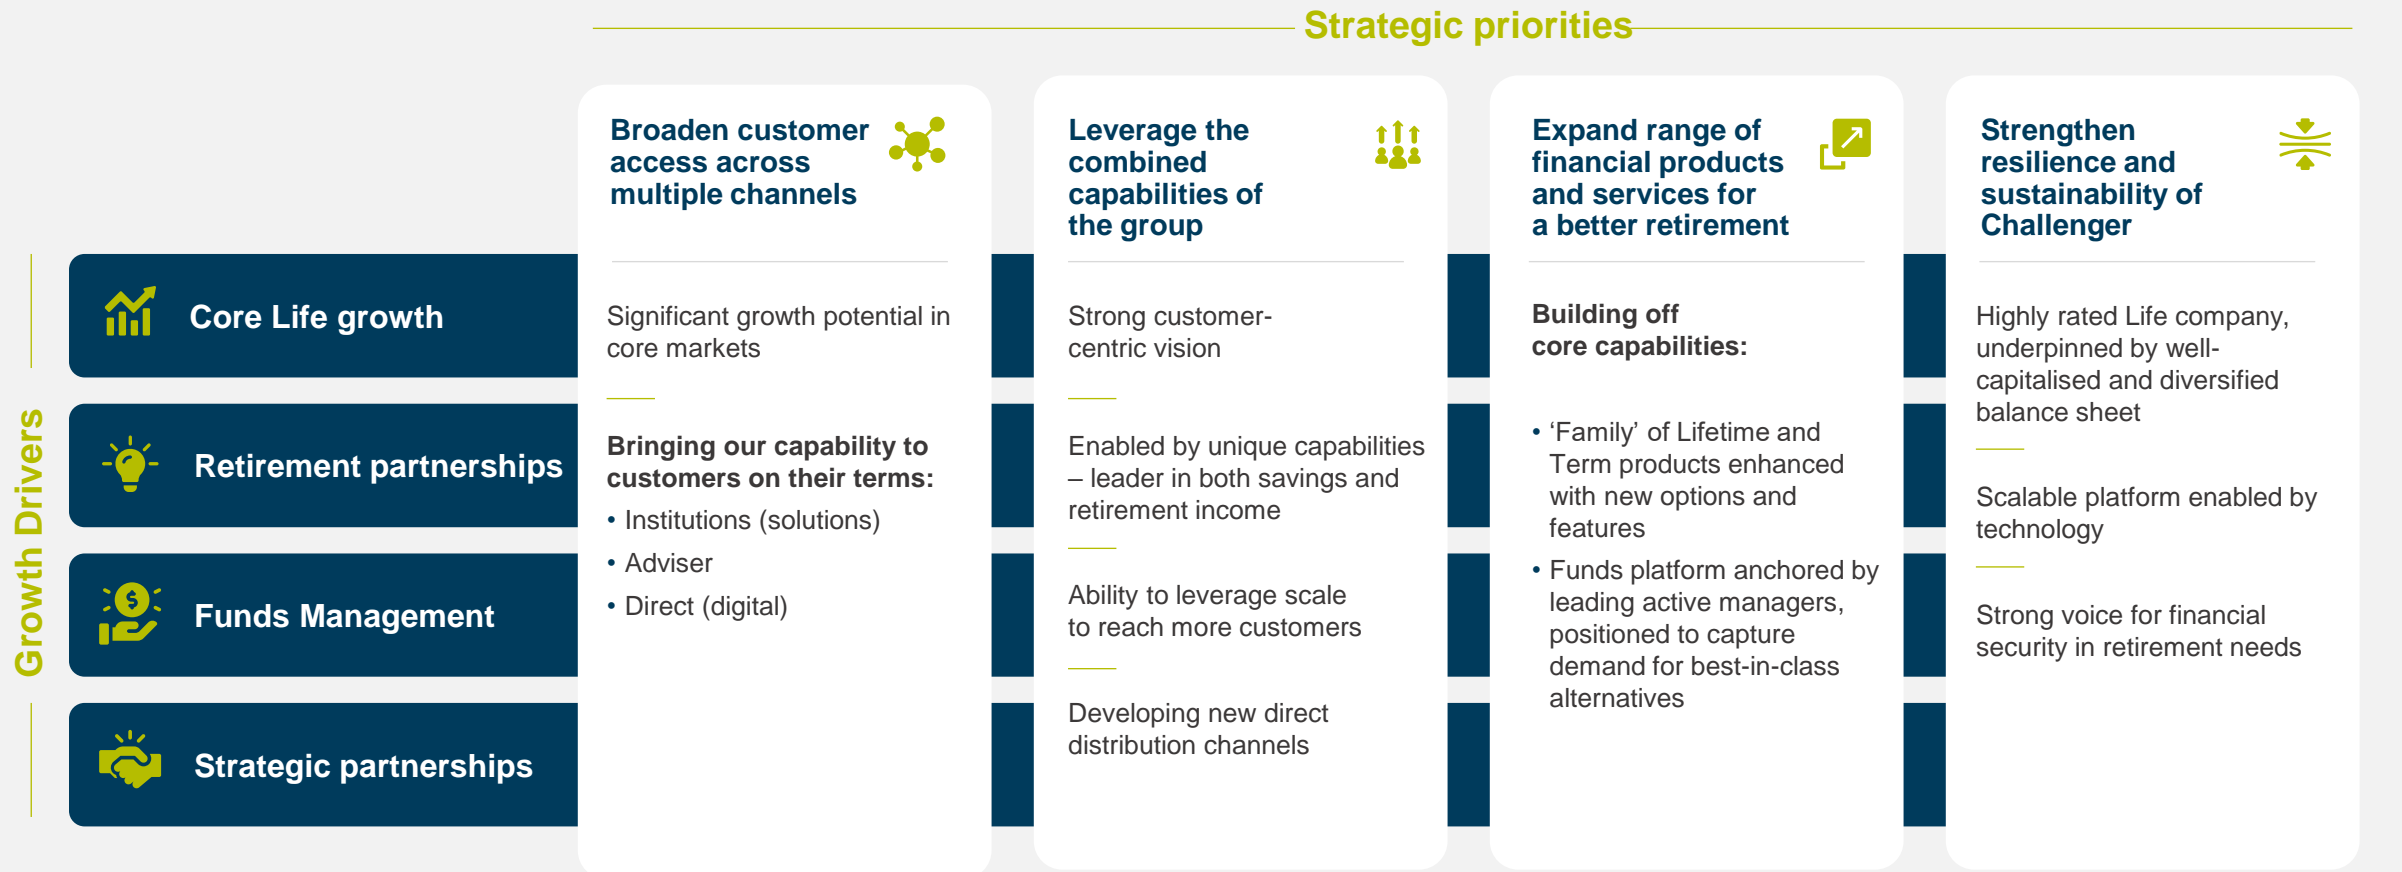 Strategic priorities
Growth Drivers
Core Life growth
Retirement partnerships
Funds Management
Strategic partnerships
Broaden customer
access across
multiple channels
Significant growth potential in
core markets
Bringing our capability to
customers on their terms:
• Institutions (solutions)
• Adviser
• Direct (digital)
Leverage the
combined
capabilities of
the group
Strong customer-
centric vision
Enabled by unique capabilities
– leader in both savings and
retirement income
Ability to leverage scale
to reach more customers
Developing new direct
distribution channels
Expand range of
financial products
and services for
a better retirement
Building off
core capabilities:
• ‘Family’ of Lifetime and
Term products enhanced
with new options and
features
• Funds platform anchored by
leading active managers,
positioned to capture
demand for best-in-class
alternatives
Strengthen
resilience and
sustainability of
Challenger
Highly rated Life company,
underpinned by well-
capitalised and diversified
balance sheet
Scalable platform enabled by
technology
Strong voice for financial
security in retirement needs